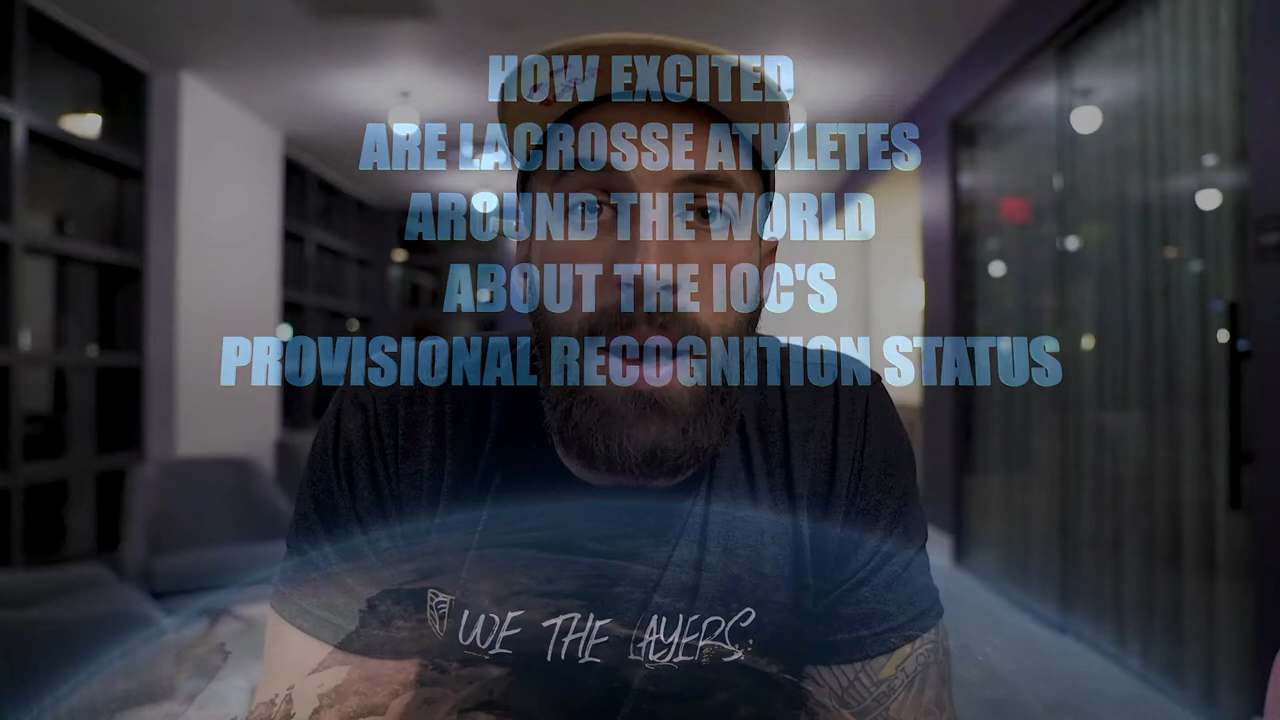 HOW EXCITED
ARE LACROSSE ATHLETES
AROUND THE WORLD
ABOUT THE IOC'S
PROVISIONAL RECOGNITION STATUS
WE THE LAYERS